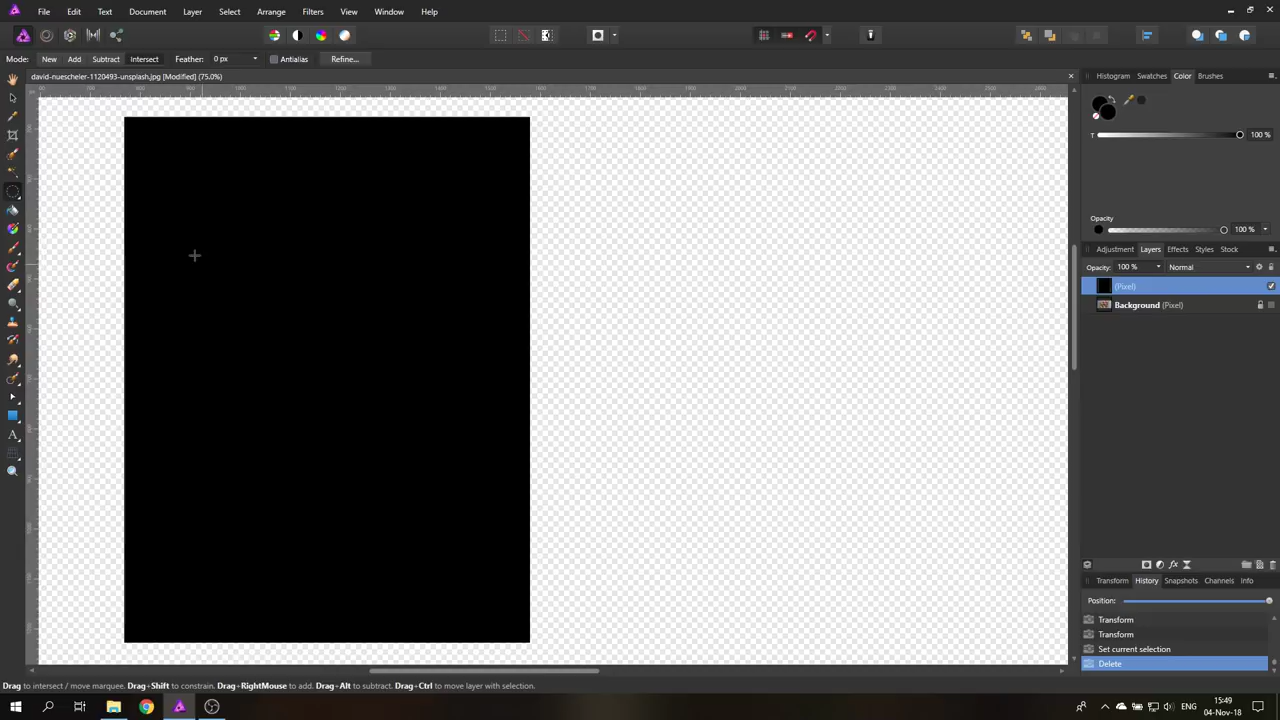 File Edit Text Document Layer Select Arrange Filters View Window Help
Mode: New Add Subtract Intersect Feather: 0 px Antialias Refine...
david-nuescheler-1120493-unsplash.jpg [Modified] (75.0%)
Histogram Swatches Color Brushes
T 100 %
Opacity
100 %
Adjustment Layers Effects Styles Stock
Opacity: 100 % Normal
(Pixel)
Background (Pixel)
Transform History Snapshots Channels Info
Position:
Transform
Transform
Set current selection
Delete
Drag to intersect / move marquee. Drag+Shift to constrain. Drag+RightMouse to add. Drag+Alt to subtract. Drag+Ctrl to move layer with selection.
ENG
15:49
04-Nov-18